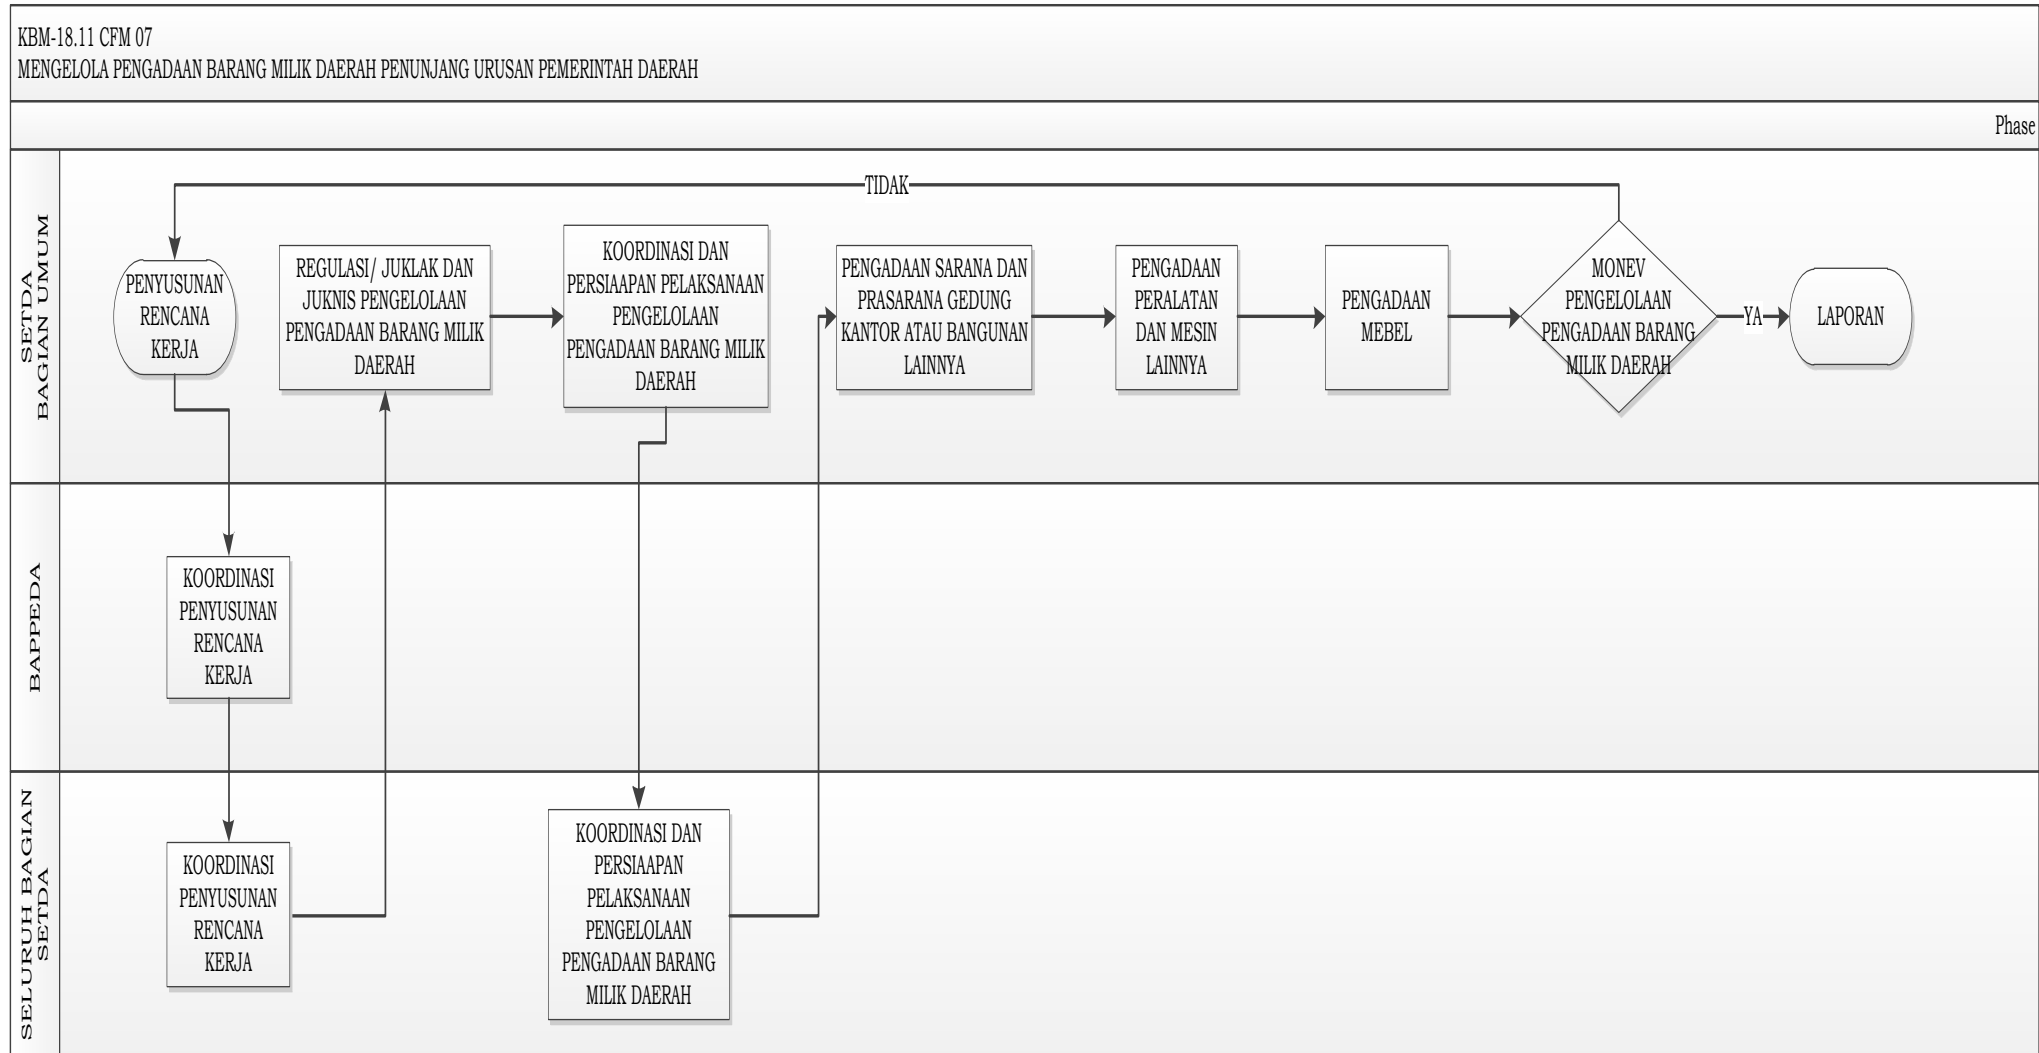 KBM-18.11 CFM 07
MENGELOLA PENGADAAN BARANG MILIK DAERAH PENUNJANG URUSAN PEMERINTAH DAERAH
Phase
SETDA
BAGIAN UMUM
TIDAK
PENYUSUNAN
RENCANA
KERJA
REGULASI/ JUKLAK DAN
JUKNIS PENGELOLAAN
PENGADAAN BARANG MILIK
DAERAH
KOORDINASI DAN
PERSIAAPAN PELAKSANAAN
PENGELOLAAN
PENGADAAN BARANG MILIK
DAERAH
PENGADAAN SARANA DAN
PRASARANA GEDUNG
KANTOR ATAU BANGUNAN
LAINNYA
PENGADAAN
PERALATAN
DAN MESIN
LAINNYA
PENGADAAN
MEBEL
MONEV
PENGELOLAAN
PENGADAAN BARANG
MILIK DAERAH
YA
LAPORAN
BAPPEDA
KOORDINASI
PENYUSUNAN
RENCANA
KERJA
SELURUH BAGIAN
SETDA
KOORDINASI
PENYUSUNAN
RENCANA
KERJA
KOORDINASI DAN
PERSIAAPAN
PELAKSANAAN
PENGELOLAAN
PENGADAAN BARANG
MILIK DAERAH